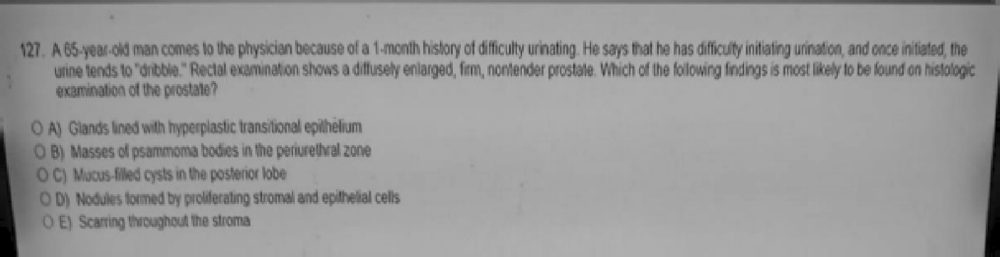 127. A 65-year-old man comes to the physician because of a 1-month history of difficulty urinating. He says that he has difficulty initiating urination, and once initiated, the
urine tends to "dribble." Rectal examination shows a diffusely enlarged, firm, nontender prostate. Which of the following findings is most likely to be found on histologic
examination of the prostate?
O A) Glands lined with hyperplastic transitional epithelium
O B) Masses of psammoma bodies in the periurethral zone
O C) Mucus-filled cysts in the posterior lobe
O D) Nodules formed by proliferating stromal and epithelial cells
O E) Scarring throughout the stroma